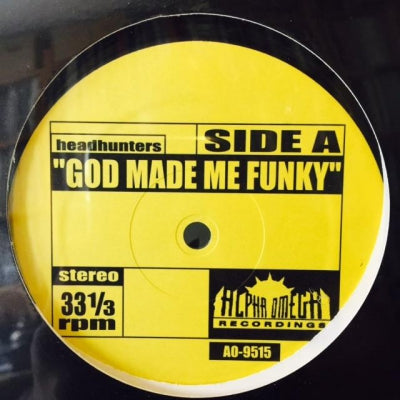 headhunters
SIDE A
"GOD MADE ME FUNKY"
stereo
33 1/3
rpm
ALPHA OMEGA
RECORDINGS
AO-9515